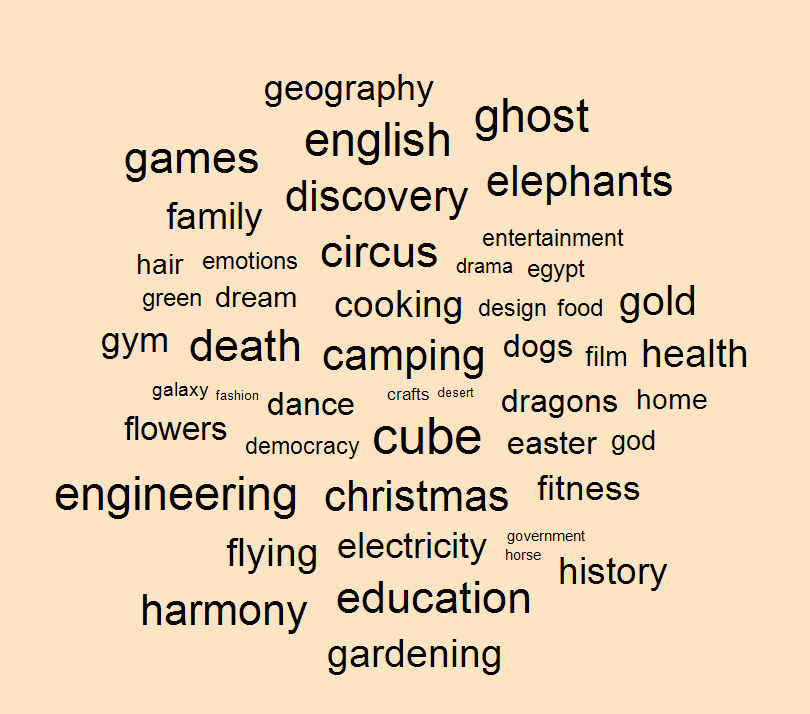 geography
ghost
english
games
elephants
discovery
family
entertainment
circus
hair emotions drama egypt
green dream cooking design food gold
gym death camping dogs film health
galaxy fashion dance crafts desert dragons home
flowers democracy cube easter god
engineering christmas fitness
flying electricity government
horse
history
harmony education
gardening